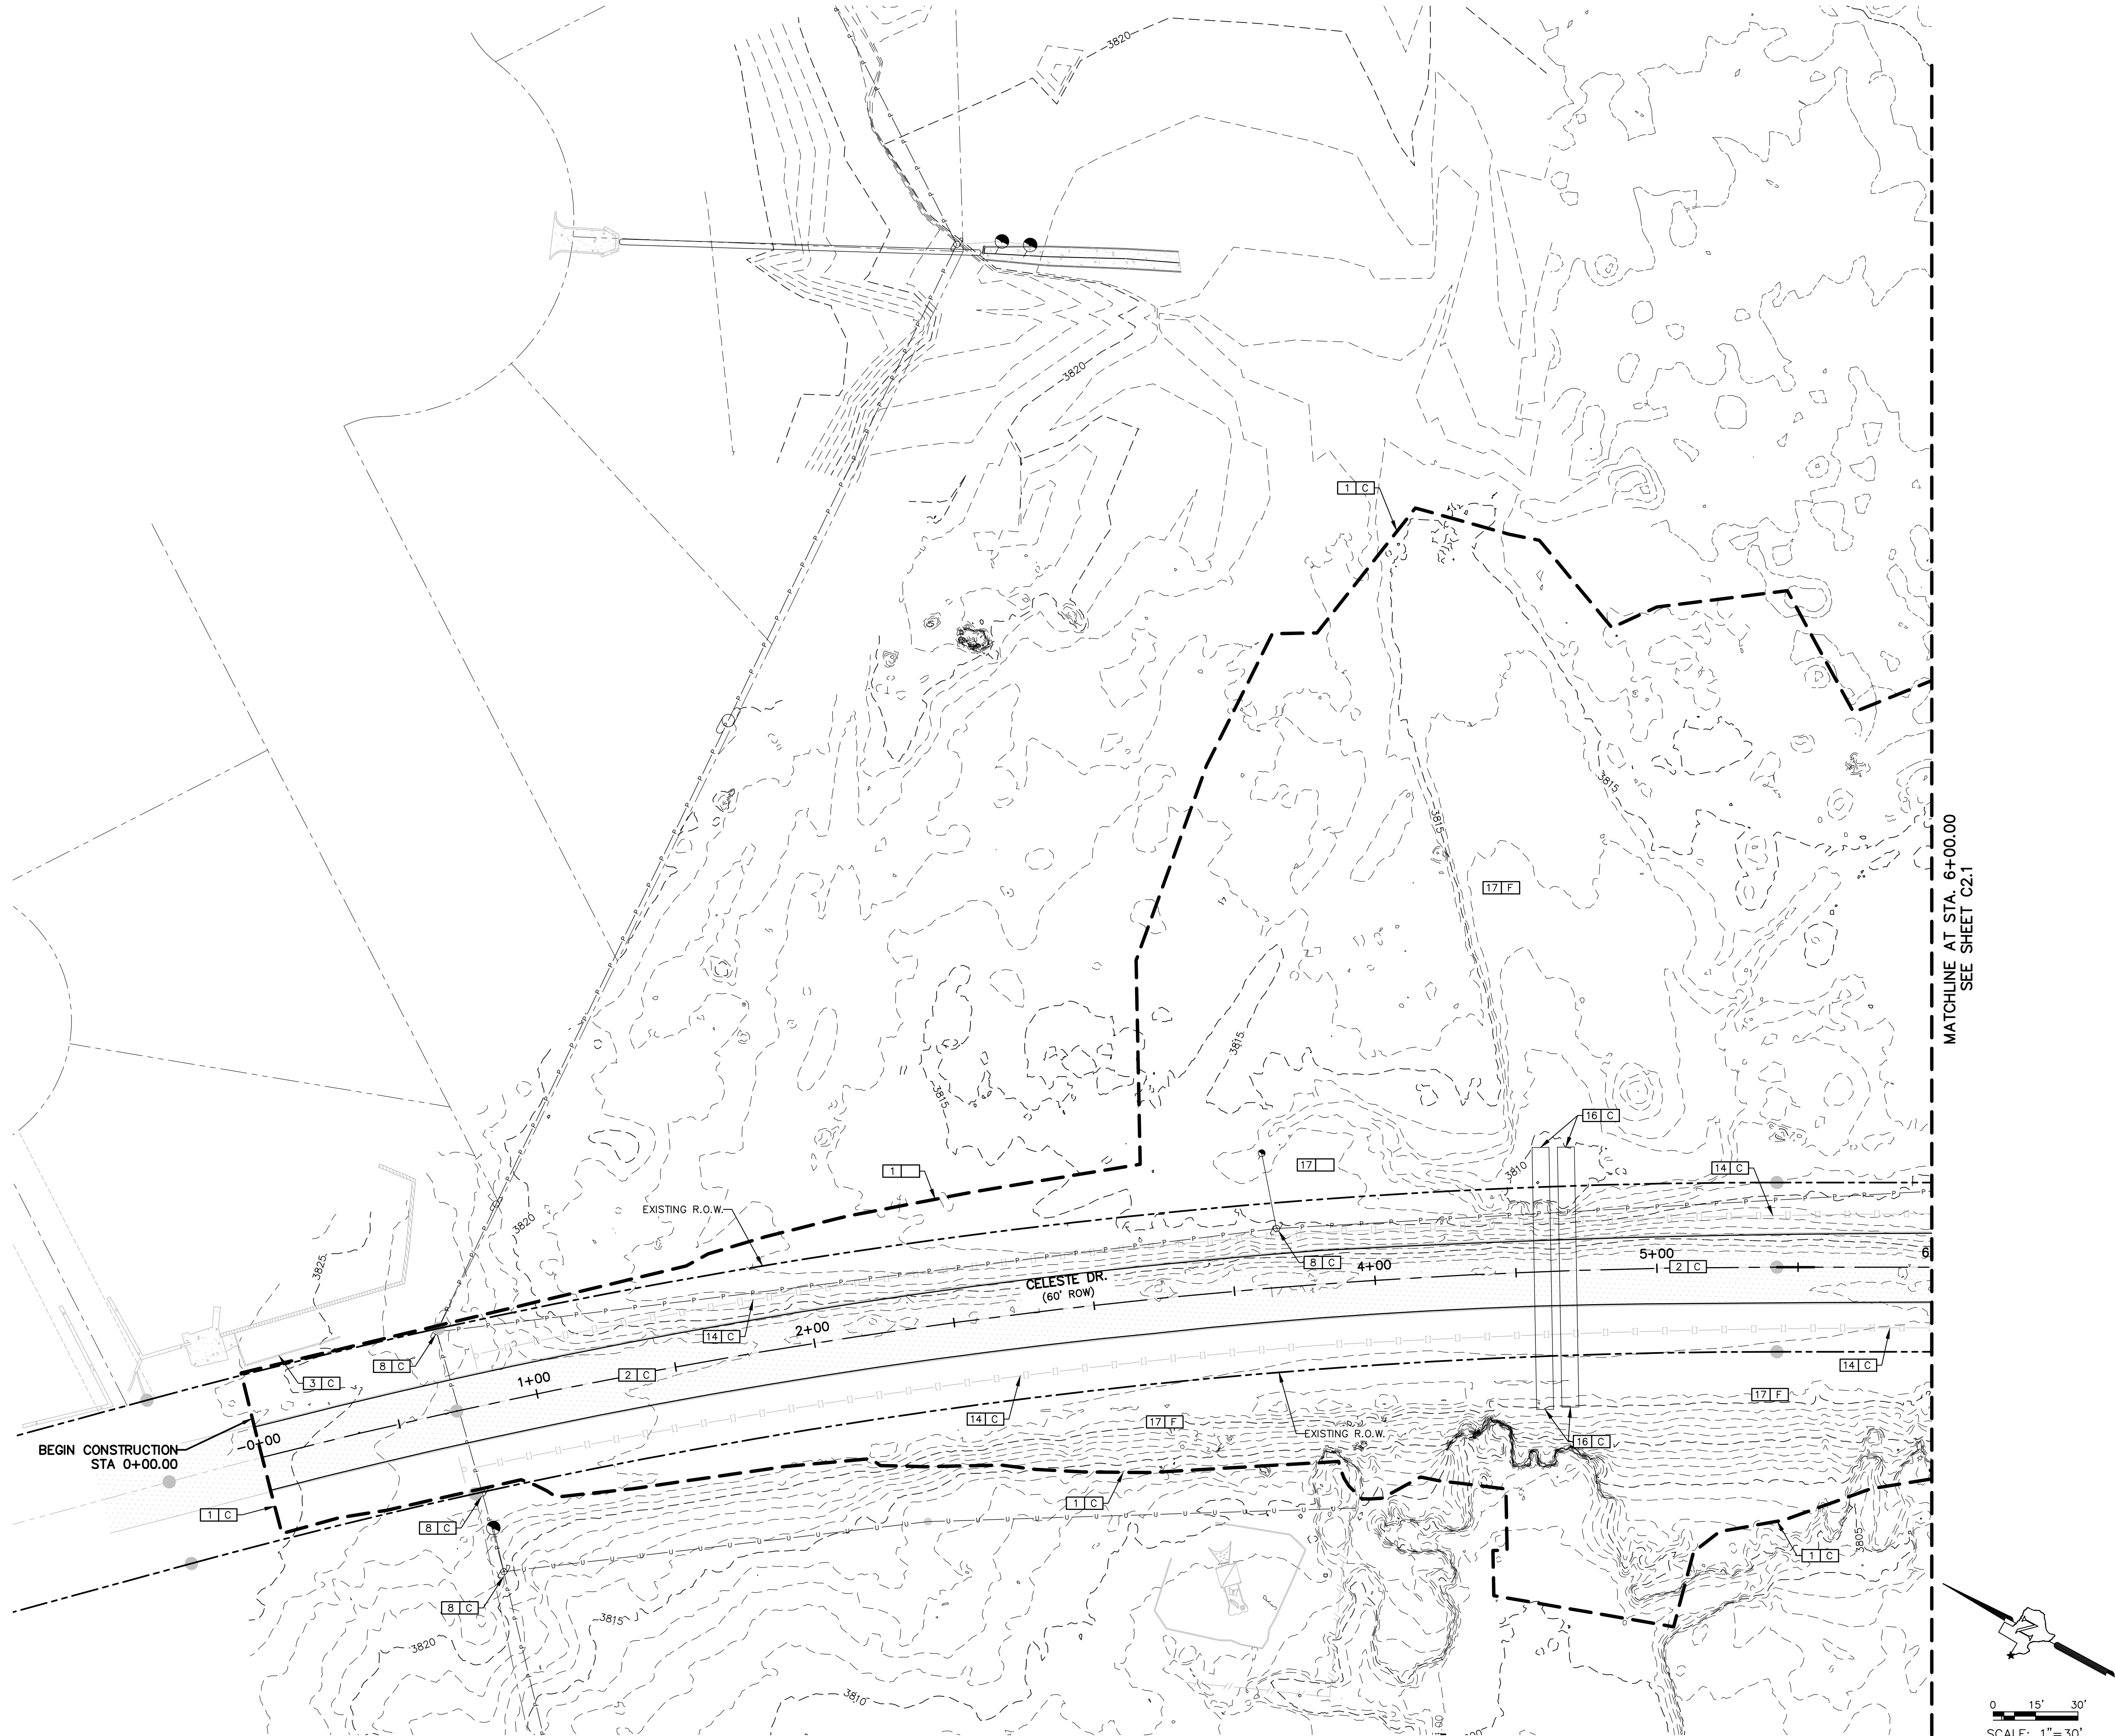 3820
3820
1 C
3815
3815
17 F
MATCHLINE AT STA. 6+00.00
SEE SHEET C2.1
3815
3815
16 C
3810
1
17
14 C
EXISTING R.O.W.
3820
3825
8 C
5+00
6
2 C
4+00
CELESTE DR.
(60' ROW)
2+00
14 C
8 C
3 C
2 C
1+00
14 C
14 C
17 F
17 F
EXISTING R.O.W.
16 C
0+00
BEGIN CONSTRUCTION
STA 0+00.00
1 C
1 C
8 C
3805
1 C
8 C
3815
3820
3810
N
0 15' 30'
SCALE: 1"=30'